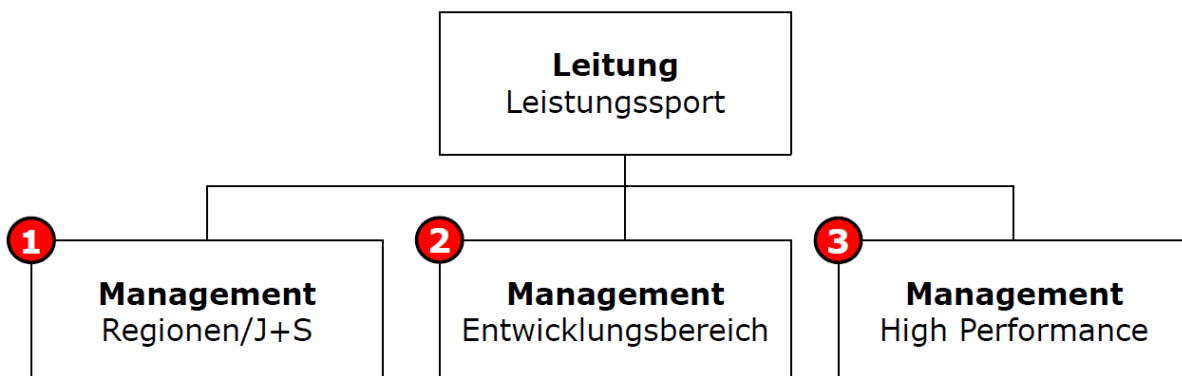 Leitung
Leistungssport
1
2
3
Management
Regionen/J+S
Management
Entwicklungsbereich
Management
High Performance